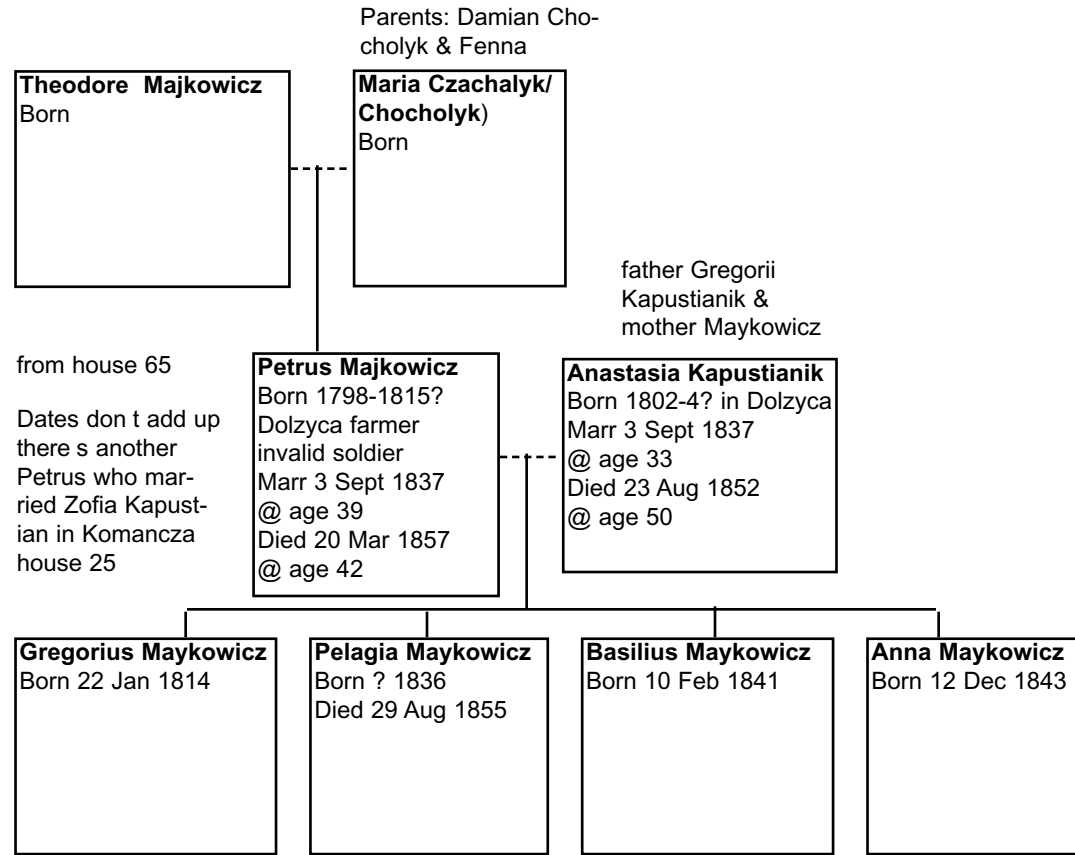 Parents: Damian Cho-
cholyk & Fenna
Theodore Majkowicz
Born
Maria Czachalyk/
Chocholyk)
Born
father Gregorii
Kapustianik &
mother Maykowicz
from house 65
Dates don t add up
there s another
Petrus who mar-
ried Zofia Kapust-
ian in Komancza
house 25
Petrus Majkowicz
Born 1798-1815?
Dolzyca farmer
invalid soldier
Marr 3 Sept 1837
@ age 39
Died 20 Mar 1857
@ age 42
Anastasia Kapustianik
Born 1802-4? in Dolzyca
Marr 3 Sept 1837
@ age 33
Died 23 Aug 1852
@ age 50
Gregorius Maykowicz
Born 22 Jan 1814
Pelagia Maykowicz
Born ? 1836
Died 29 Aug 1855
Basilius Maykowicz
Born 10 Feb 1841
Anna Maykowicz
Born 12 Dec 1843